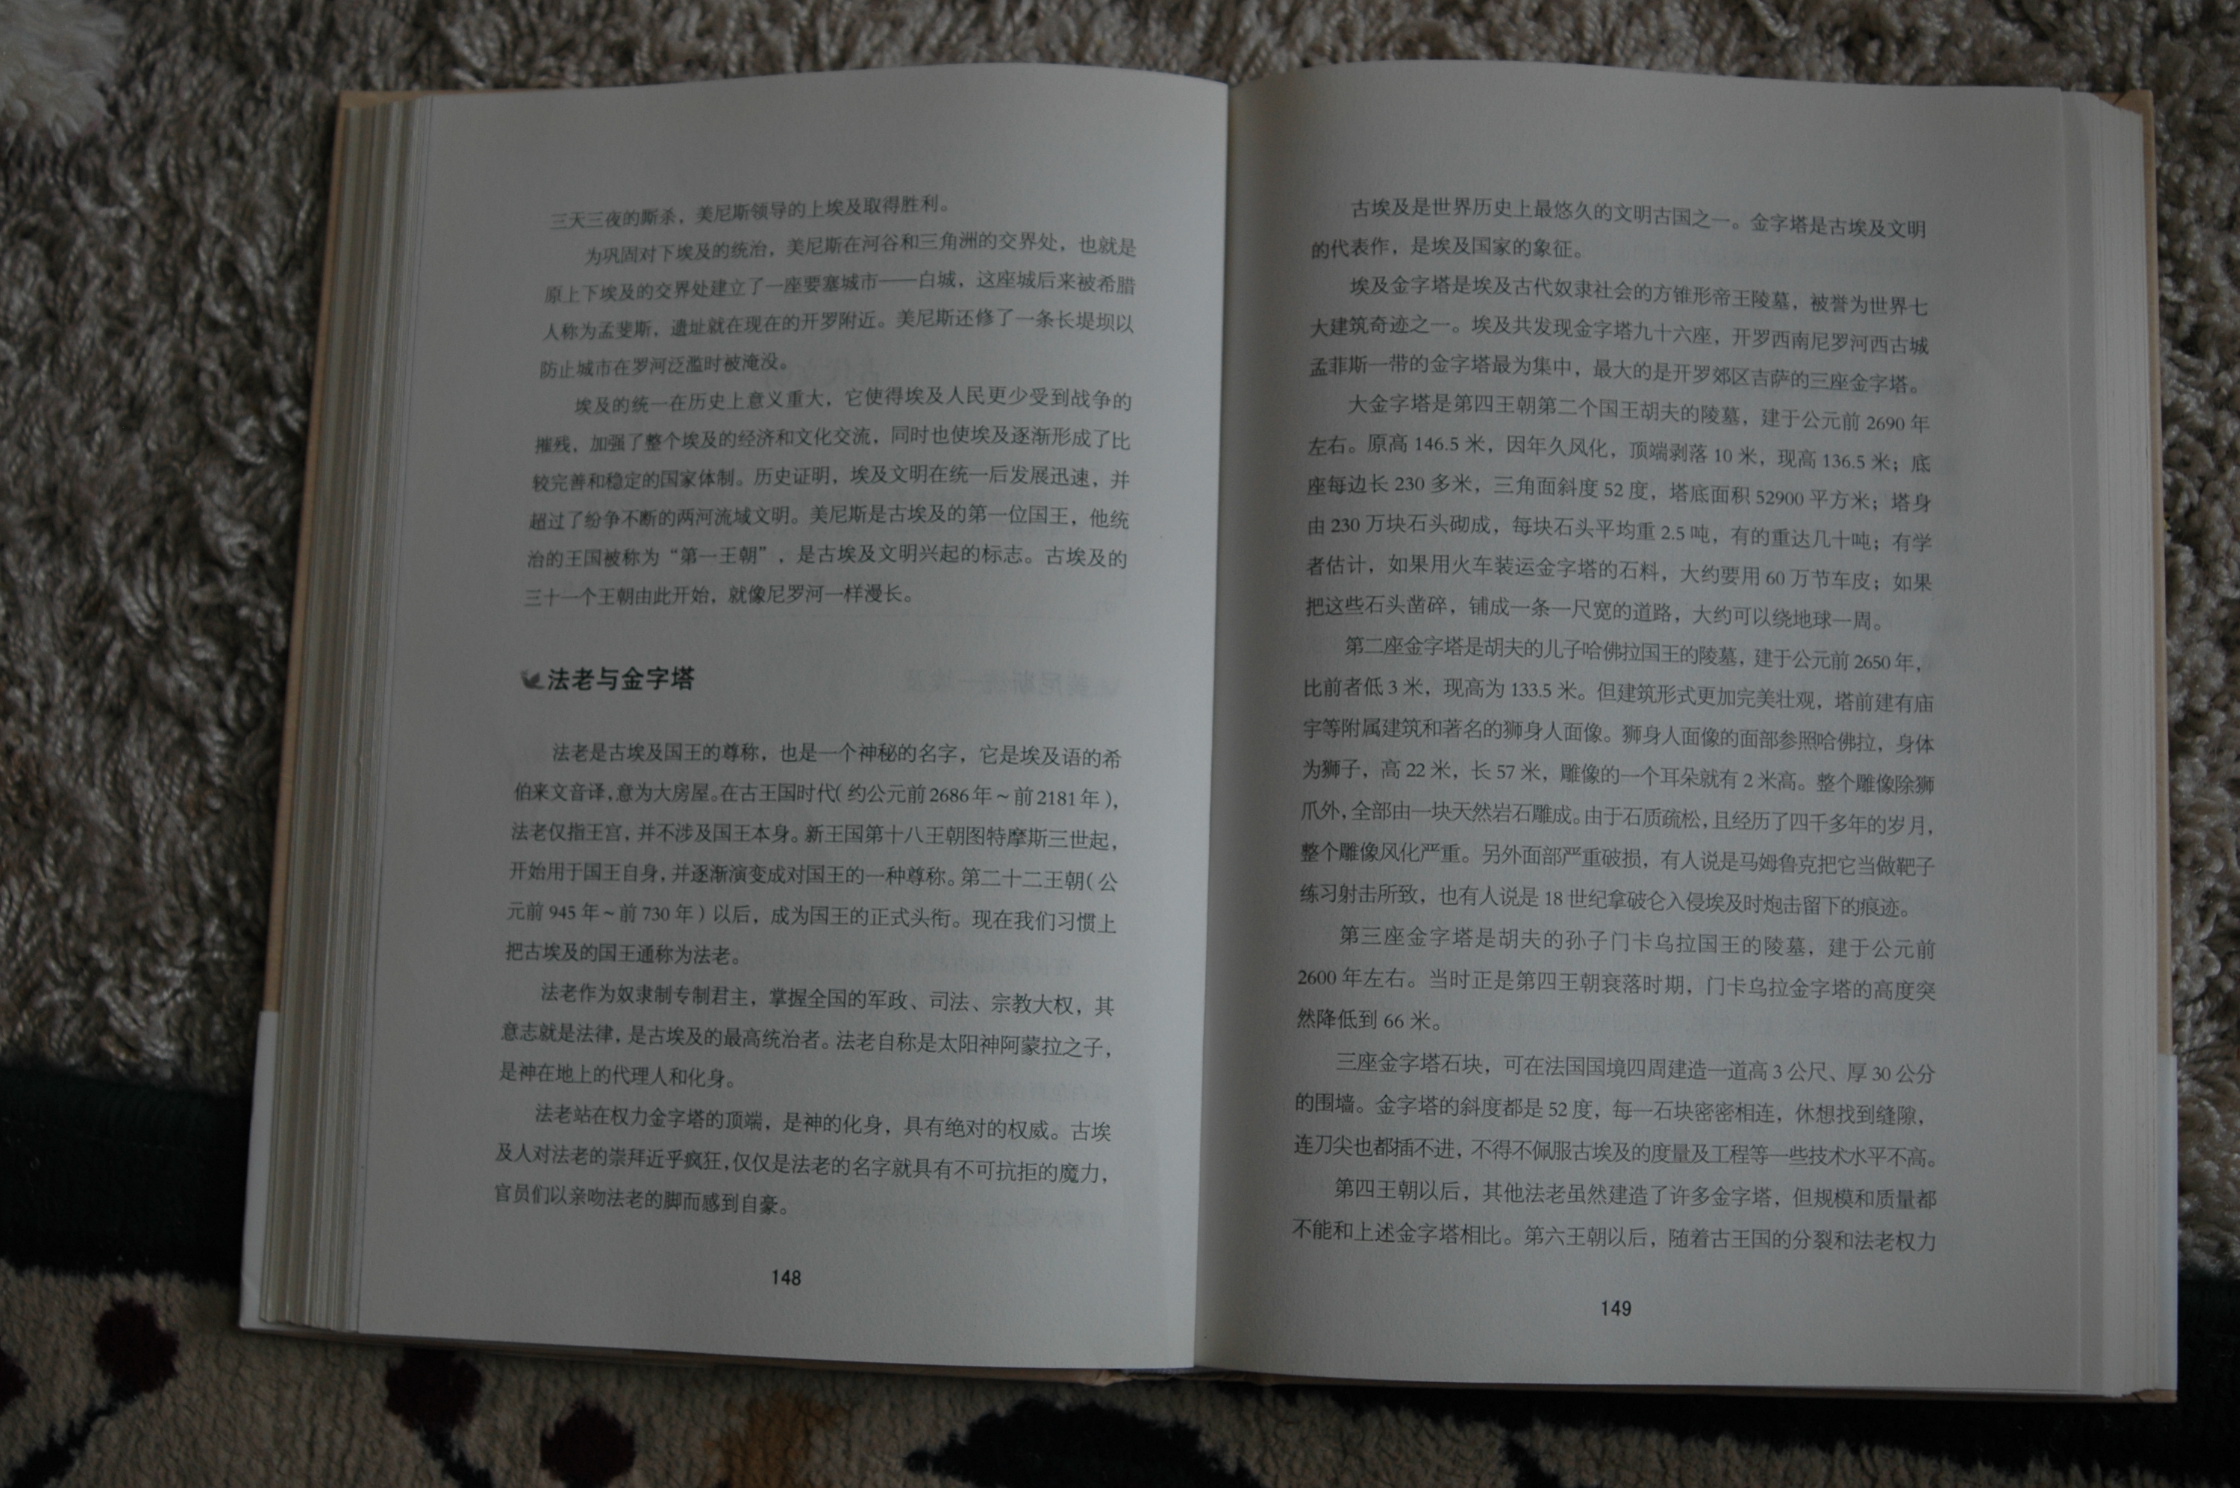 三天三夜的厮杀，美尼斯领导的上埃及取得胜利。
为巩固对下埃及的统治，美尼斯在河谷和三角洲的交界处，也就是
原上下埃及的交界处建立了一座要塞城市——白城，这座城后来被希腊
人称为孟斐斯，遗址就在现在的开罗附近。美尼斯还修了一条长堤坝以
防止城市在罗河泛滥时被淹没。
埃及的统一在历史上意义重大，它使得埃及人民更少受到战争的
摧残，加强了整个埃及的经济和文化交流，同时也使埃及逐渐形成了比
较完善和稳定的国家体制。历史证明，埃及文明在统一后发展迅速，并
超过了纷争不断的两河流域文明。美尼斯是古埃及的第一位国王，他统
治的王国被称为“第一王朝”，是古埃及文明兴起的标志。古埃及的
三十一个王朝由此开始，就像尼罗河一样漫长。
法老与金字塔
法老是古埃及国王的尊称，也是一个神秘的名字，它是埃及语的希
伯来文音译，意为大房屋。在古王国时代（约公元前2686年～前2181年），
法老仅指王宫，并不涉及国王本身。新王国第十八王朝图特摩斯三世起，
开始用于国王自身，并逐渐演变成对国王的一种尊称。第二十二王朝（公
元前945年～前730年）以后，成为国王的正式头衔。现在我们习惯上
把古埃及的国王通称为法老。
法老作为奴隶制专制君主，掌握全国的军政、司法、宗教大权，其
意志就是法律，是古埃及的最高统治者。法老自称是太阳神阿蒙拉之子，
是神在地上的代理人和化身。
法老站在权力金字塔的顶端，是神的化身，具有绝对的权威。古埃
及人对法老的崇拜近乎疯狂，仅仅是法老的名字就具有不可抗拒的魔力，
官员们以亲吻法老的脚而感到自豪。
148
古埃及是世界历史上最悠久的文明古国之一。金字塔是古埃及文明
的代表作，是埃及国家的象征。
埃及金字塔是埃及古代奴隶社会的方锥形帝王陵墓，被誉为世界七
大建筑奇迹之一。埃及共发现金字塔九十六座，开罗西南尼罗河西古城
孟菲斯一带的金字塔最为集中，最大的是开罗郊区吉萨的三座金字塔。
大金字塔是第四王朝第二个国王胡夫的陵墓，建于公元前2690年
左右。原高146.5米，因年久风化，顶端剥落10米，现高136.5米；底
座每边长230多米，三角面斜度52度，塔底面积52900平方米；塔身
由230万块石头砌成，每块石头平均重2.5吨，有的重达几十吨；有学
者估计，如果用火车装运金字塔的石料，大约要用60万节车皮；如果
把这些石头凿碎，铺成一条一尺宽的道路，大约可以绕地球一周。
第二座金字塔是胡夫的儿子哈佛拉国王的陵墓，建于公元前2650年，
比前者低3米，现高为133.5米。但建筑形式更加完美壮观，塔前建有庙
宇等附属建筑和著名的狮身人面像。狮身人面像的面部参照哈佛拉，身体
为狮子，高22米，长57米，雕像的一个耳朵就有2米高。整个雕像除狮
爪外，全部由一块天然岩石雕成。由于石质疏松，且经历了四千多年的岁月，
整个雕像风化严重。另外面部严重破损，有人说是马姆鲁克把它当做靶子
练习射击所致，也有人说是18世纪拿破仑入侵埃及时炮击留下的痕迹。
第三座金字塔是胡夫的孙子门卡乌拉国王的陵墓，建于公元前
2600年左右。当时正是第四王朝衰落时期，门卡乌拉金字塔的高度突
然降低到66米。
三座金字塔石块，可在法国国境四周建造一道高3公尺、厚30公分
的围墙。金字塔的斜度都是52度，每一石块密密相连，休想找到缝隙，
连刀尖也都插不进，不得不佩服古埃及的度量及工程等一些技术水平不高。
第四王朝以后，其他法老虽然建造了许多金字塔，但规模和质量都
不能和上述金字塔相比。第六王朝以后，随着古王国的分裂和法老权力
149